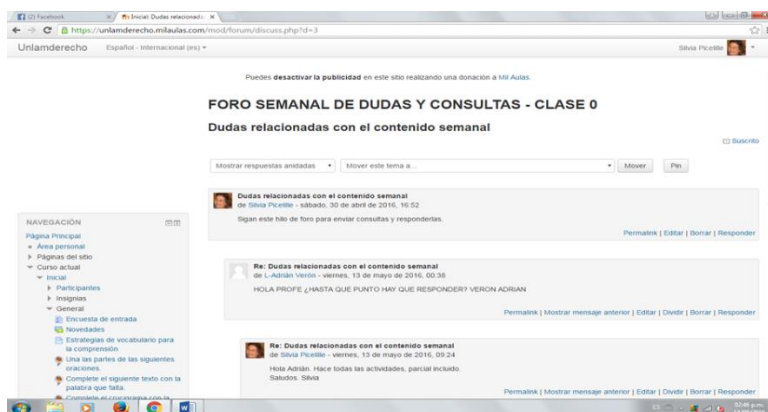 (2) Facebook
Inicial: Dudas relacionad
https://unlamderecho.milaulas.com/mod/forum/discuss.php?d=3
Unlamderecho
Español - Internacional (es)
Silvia Picelille
Puedes desactivar la publicidad en este sitio realizando una donación a Mil Aulas.
FORO SEMANAL DE DUDAS Y CONSULTAS - CLASE 0
Dudas relacionadas con el contenido semanal
Suscrito
Mostrar respuestas anidadas
Mover este tema a...
Mover
Pin
Dudas relacionadas con el contenido semanal
de Silvia Picelille - sábado, 30 de abril de 2016, 16:52
Sigan este hilo de foro para enviar consultas y responderlas.
Permalink | Editar | Borrar | Responder
Re: Dudas relacionadas con el contenido semanal
de L-Adrián Verón - viernes, 13 de mayo de 2016, 00:38
HOLA PROFE ¿HASTA QUE PUNTO HAY QUE RESPONDER? VERON ADRIAN
Permalink | Mostrar mensaje anterior | Editar | Dividir | Borrar | Responder
Re: Dudas relacionadas con el contenido semanal
de Silvia Picelille - viernes, 13 de mayo de 2016, 09:24
Hola Adrián. Hace todas las actividades, parcial incluido.
Saludos. Silvia
Permalink | Mostrar mensaje anterior | Editar | Dividir | Borrar | Responder
NAVEGACIÓN
Página Principal
Área personal
Páginas del sitio
Curso actual
Inicial
Participantes
Insignias
General
Encuesta de entrada
Novedades
Estrategias de vocabulario para
la comprensión
Una las partes de las siguientes
oraciones.
Complete el siguiente texto con la
palabra que falta.
Complete el crucigrama con la
ES
02:46 p.m.